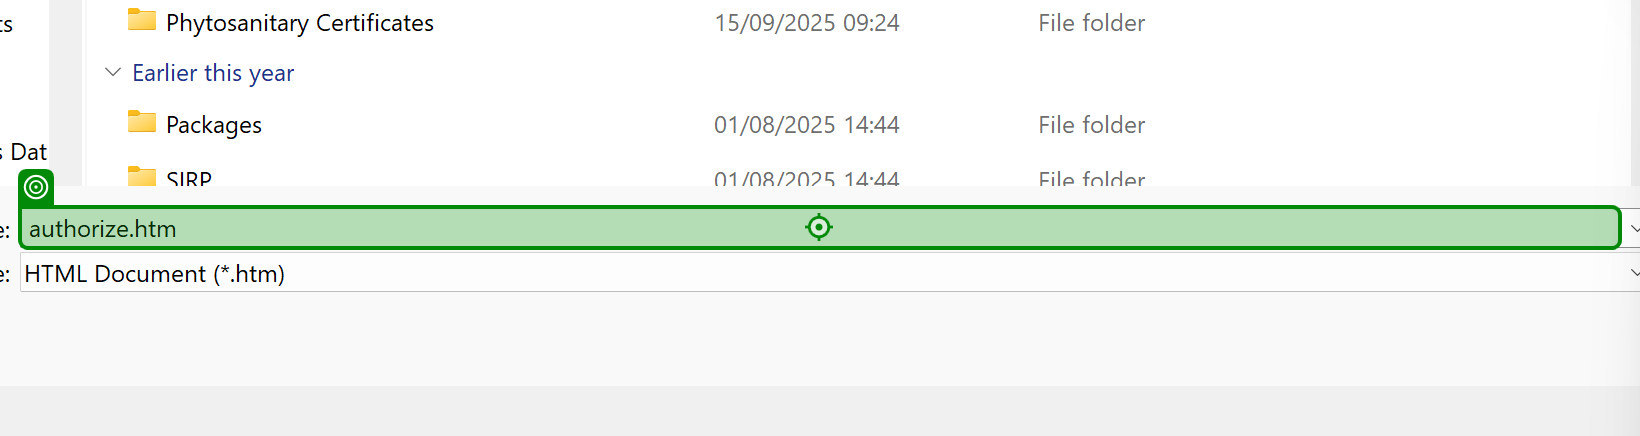 ts
Phytosanitary Certificates 15/09/2025 09:24 File folder
Earlier this year
Packages 01/08/2025 14:44 File folder
s Dat
SIRP 01/08/2025 14:44 File folder
e: authorize.htm
e: HTML Document (*.htm)